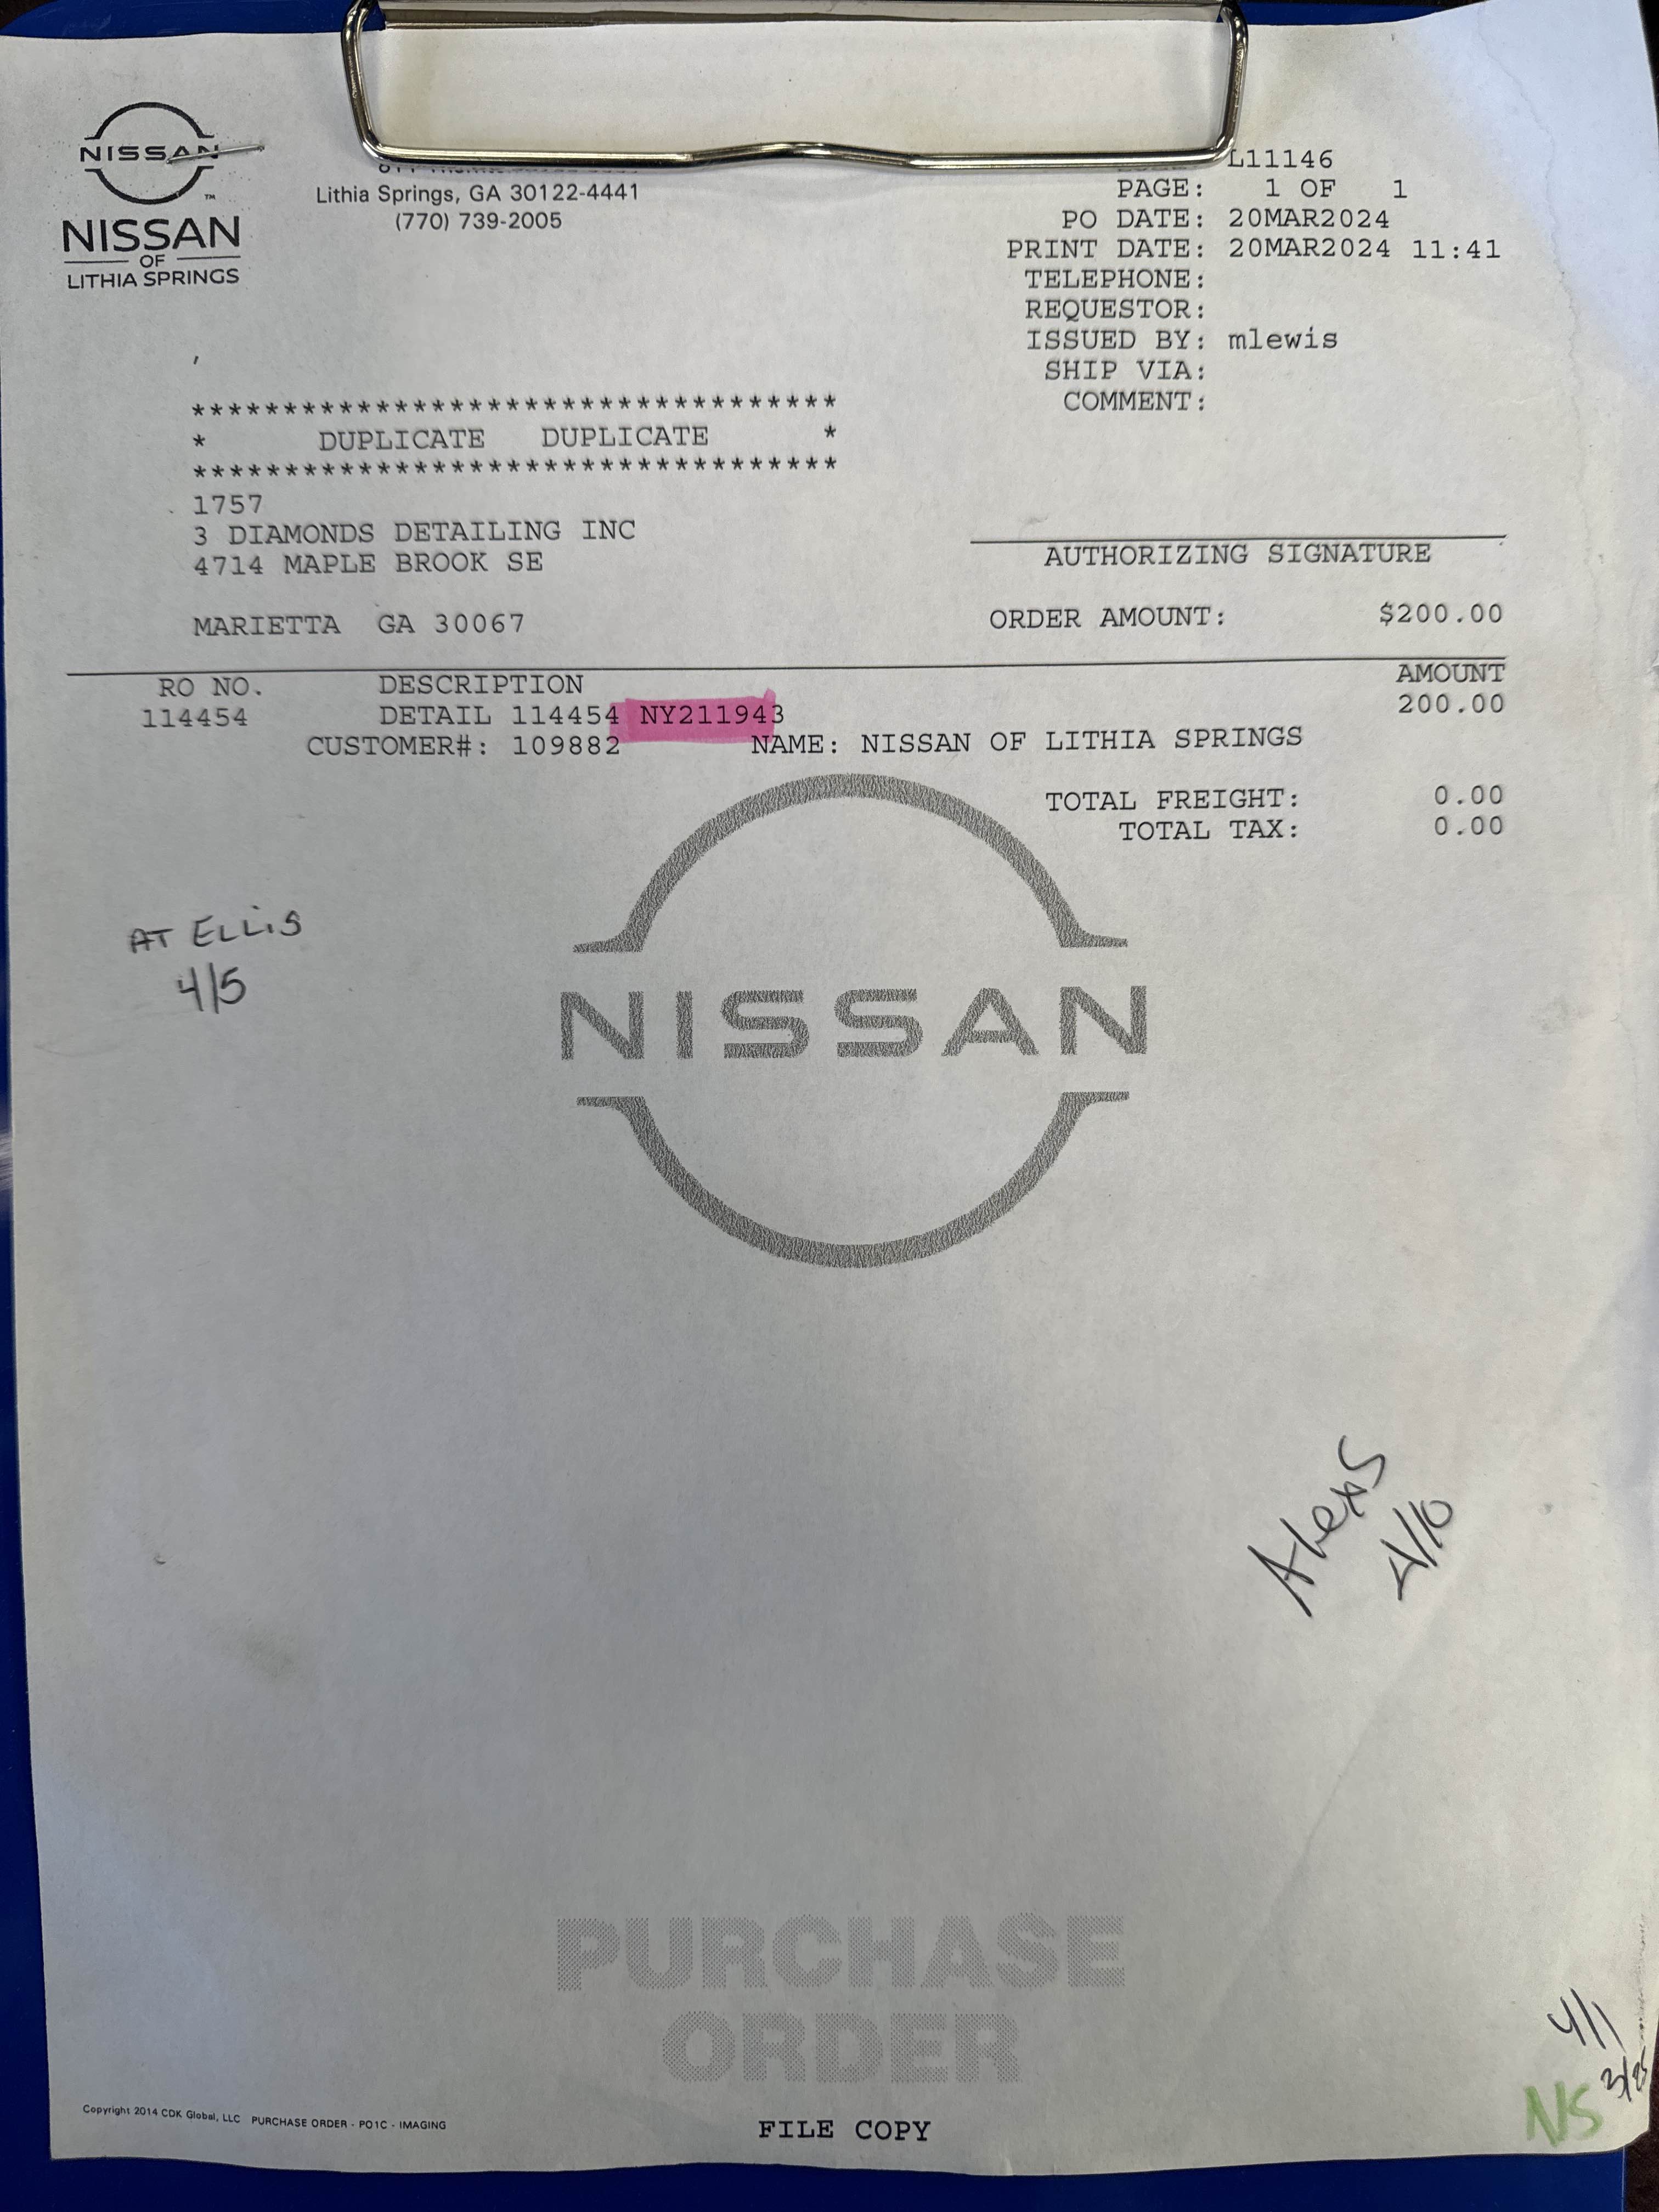 NISSAN
NISSAN
OF
LITHIA SPRINGS
Lithia Springs, GA 30122-4441
(770) 739-2005
L11146
PAGE: 1 OF 1
PO DATE: 20MAR2024
PRINT DATE: 20MAR2024 11:41
TELEPHONE:
REQUESTOR:
ISSUED BY: mlewis
SHIP VIA:
COMMENT:
***********************************
* DUPLICATE DUPLICATE *
***********************************
1757
3 DIAMONDS DETAILING INC
4714 MAPLE BROOK SE
MARIETTA GA 30067
AUTHORIZING SIGNATURE
ORDER AMOUNT: $200.00
RO NO. DESCRIPTION AMOUNT
114454 DETAIL 114454 NY211943 200.00
CUSTOMER#: 109882 NAME: NISSAN OF LITHIA SPRINGS
TOTAL FREIGHT: 0.00
TOTAL TAX: 0.00
AT ELLIS
4/5
NISSAN
Alexis
4/10
PURCHASE
ORDER
4/1
3/25
NS
Copyright 2014 CDK Global, LLC PURCHASE ORDER - PO1C - IMAGING
FILE COPY